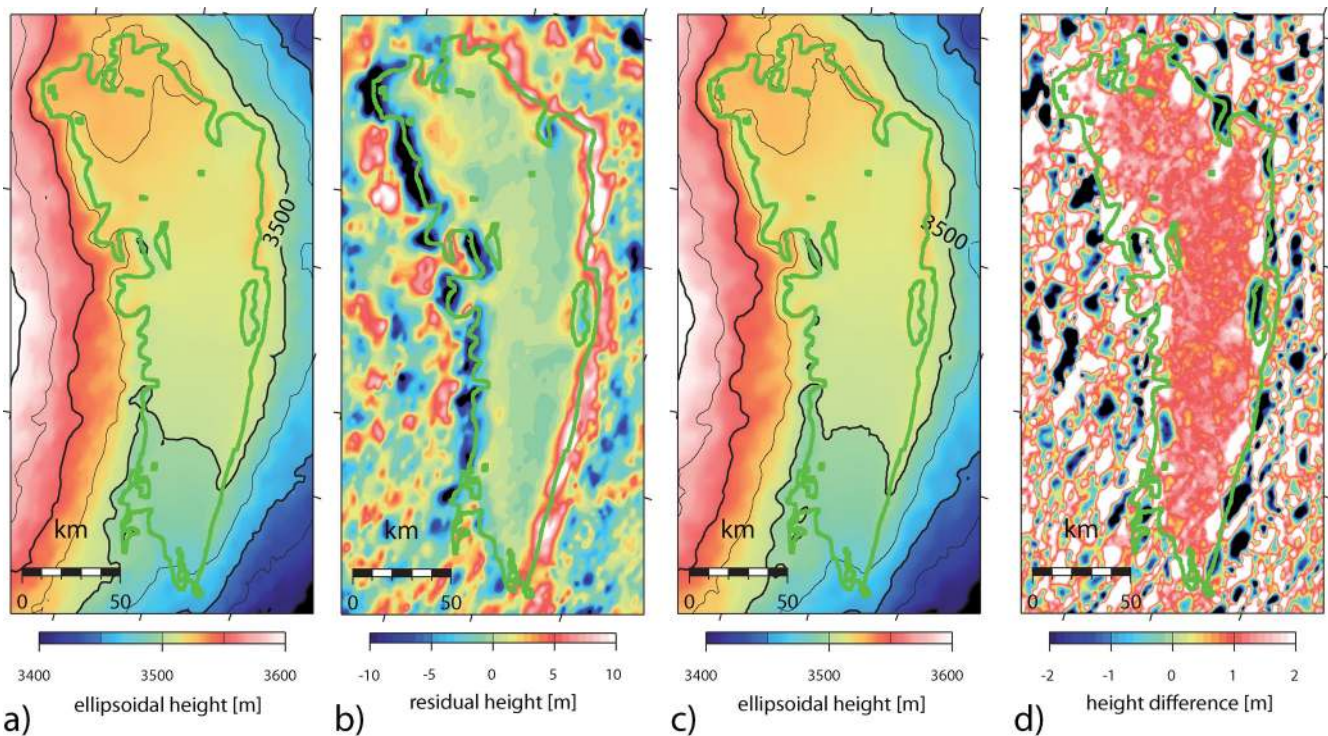 3500
km
0 50
3400 3500 3600
ellipsoidal height [m]
a)
km
0 50
-10 -5 0 5 10
residual height [m]
b)
3500
km
0 50
3400 3500 3600
ellipsoidal height [m]
c)
km
0 50
-2 -1 0 1 2
height difference [m]
d)